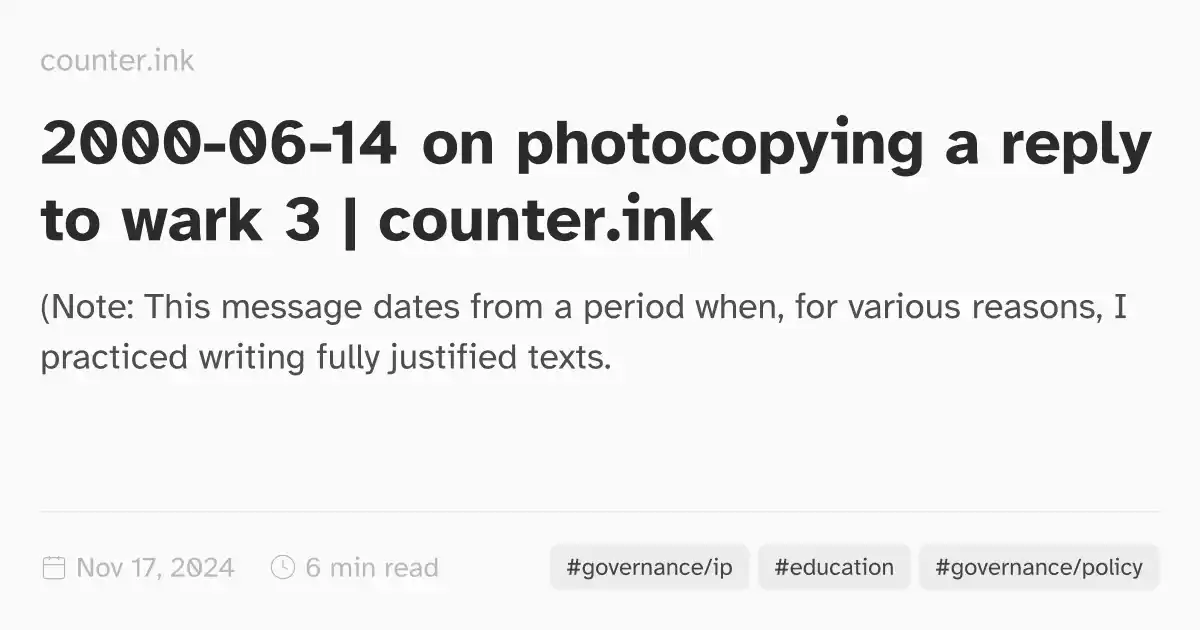 counter.ink
2000-06-14 on photocopying a reply
to wark 3 | counter.ink
(Note: This message dates from a period when, for various reasons, I
practiced writing fully justified texts.
Nov 17, 2024
6 min read
#governance/ip
#education
#governance/policy